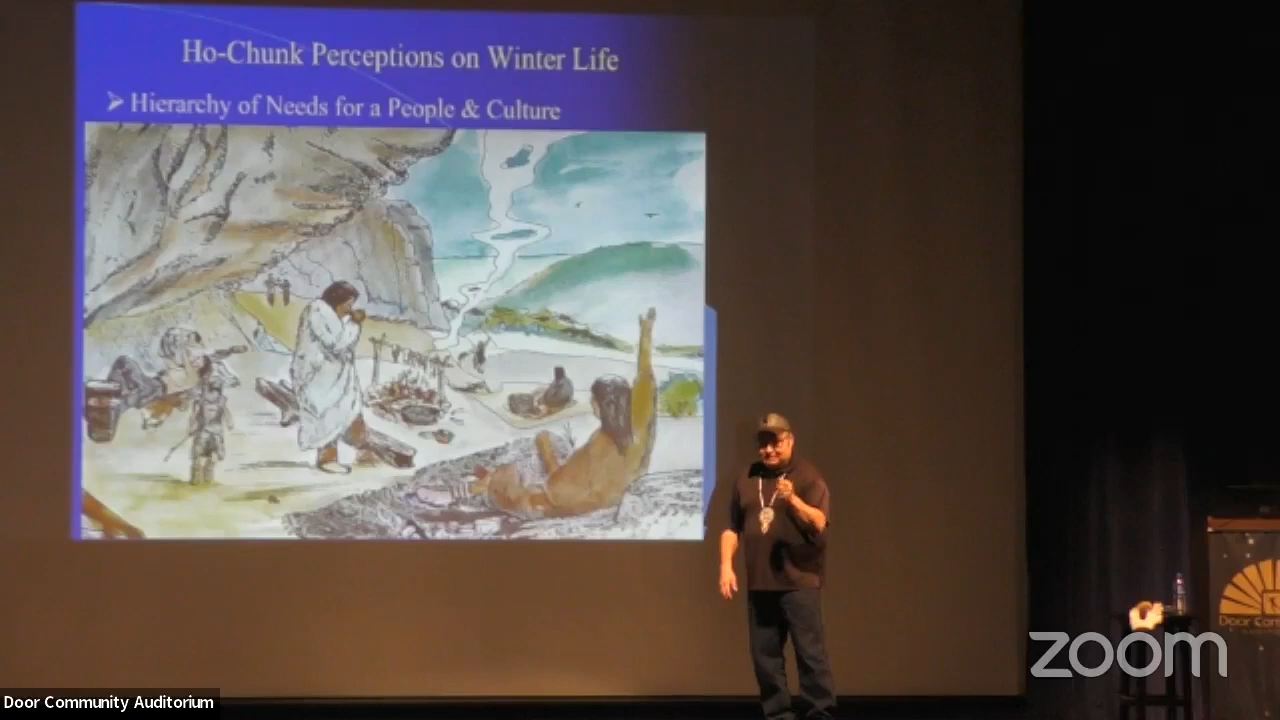 Ho-Chunk Perceptions on Winter Life
➢ Hierarchy of Needs for a People & Culture
zoom
Door Community Auditorium